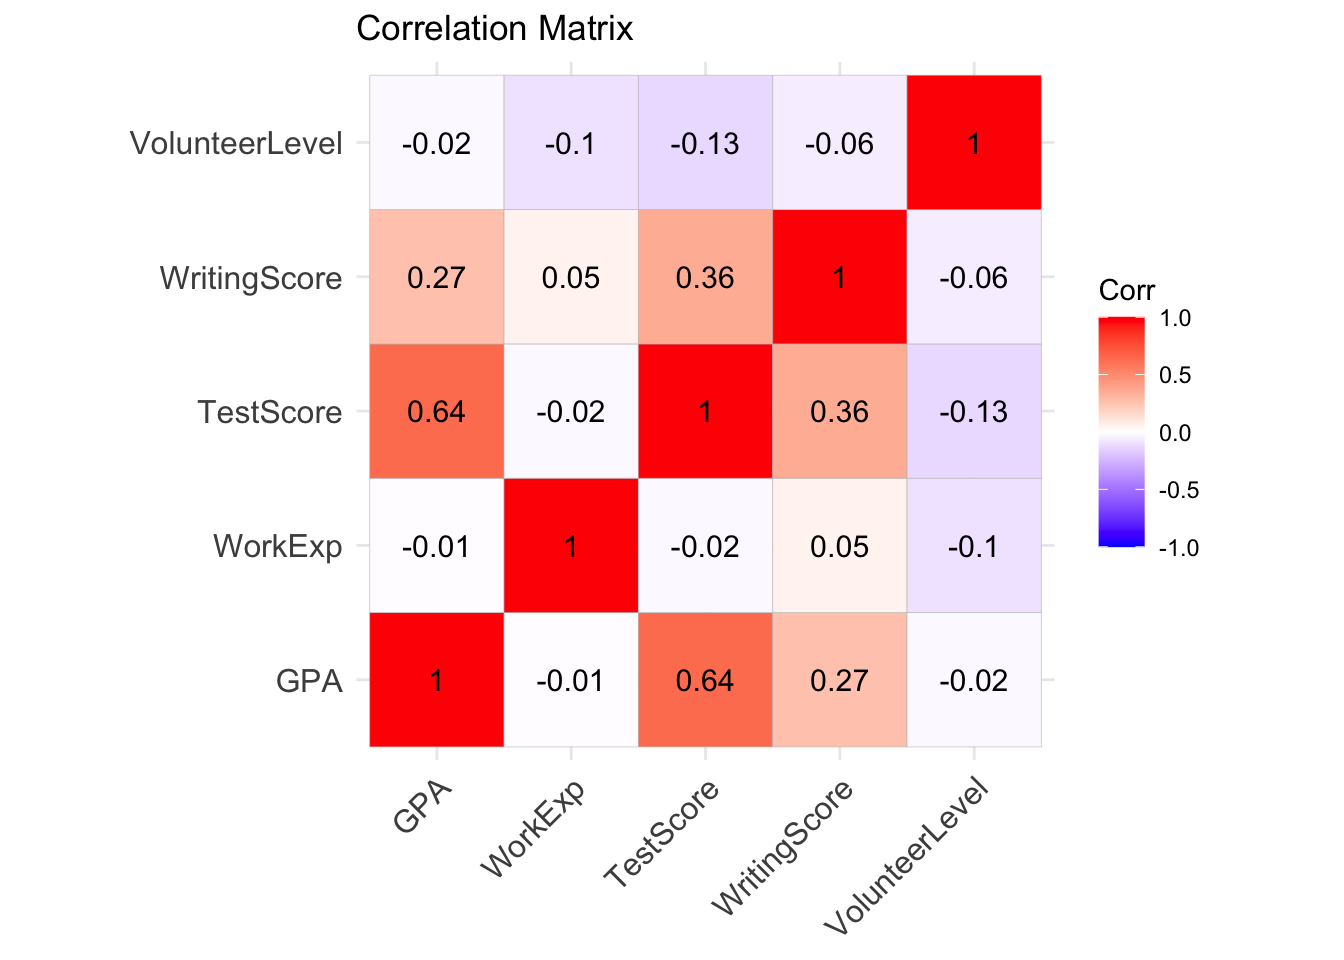 Correlation Matrix
VolunteerLevel -0.02 -0.1 -0.13 -0.06 1
WritingScore 0.27 0.05 0.36 1 -0.06
TestScore 0.64 -0.02 1 0.36 -0.13
WorkExp -0.01 1 -0.02 0.05 -0.1
GPA 1 -0.01 0.64 0.27 -0.02
GPA WorkExp TestScore WritingScore VolunteerLevel
Corr
1.0
0.5
0.0
-0.5
-1.0